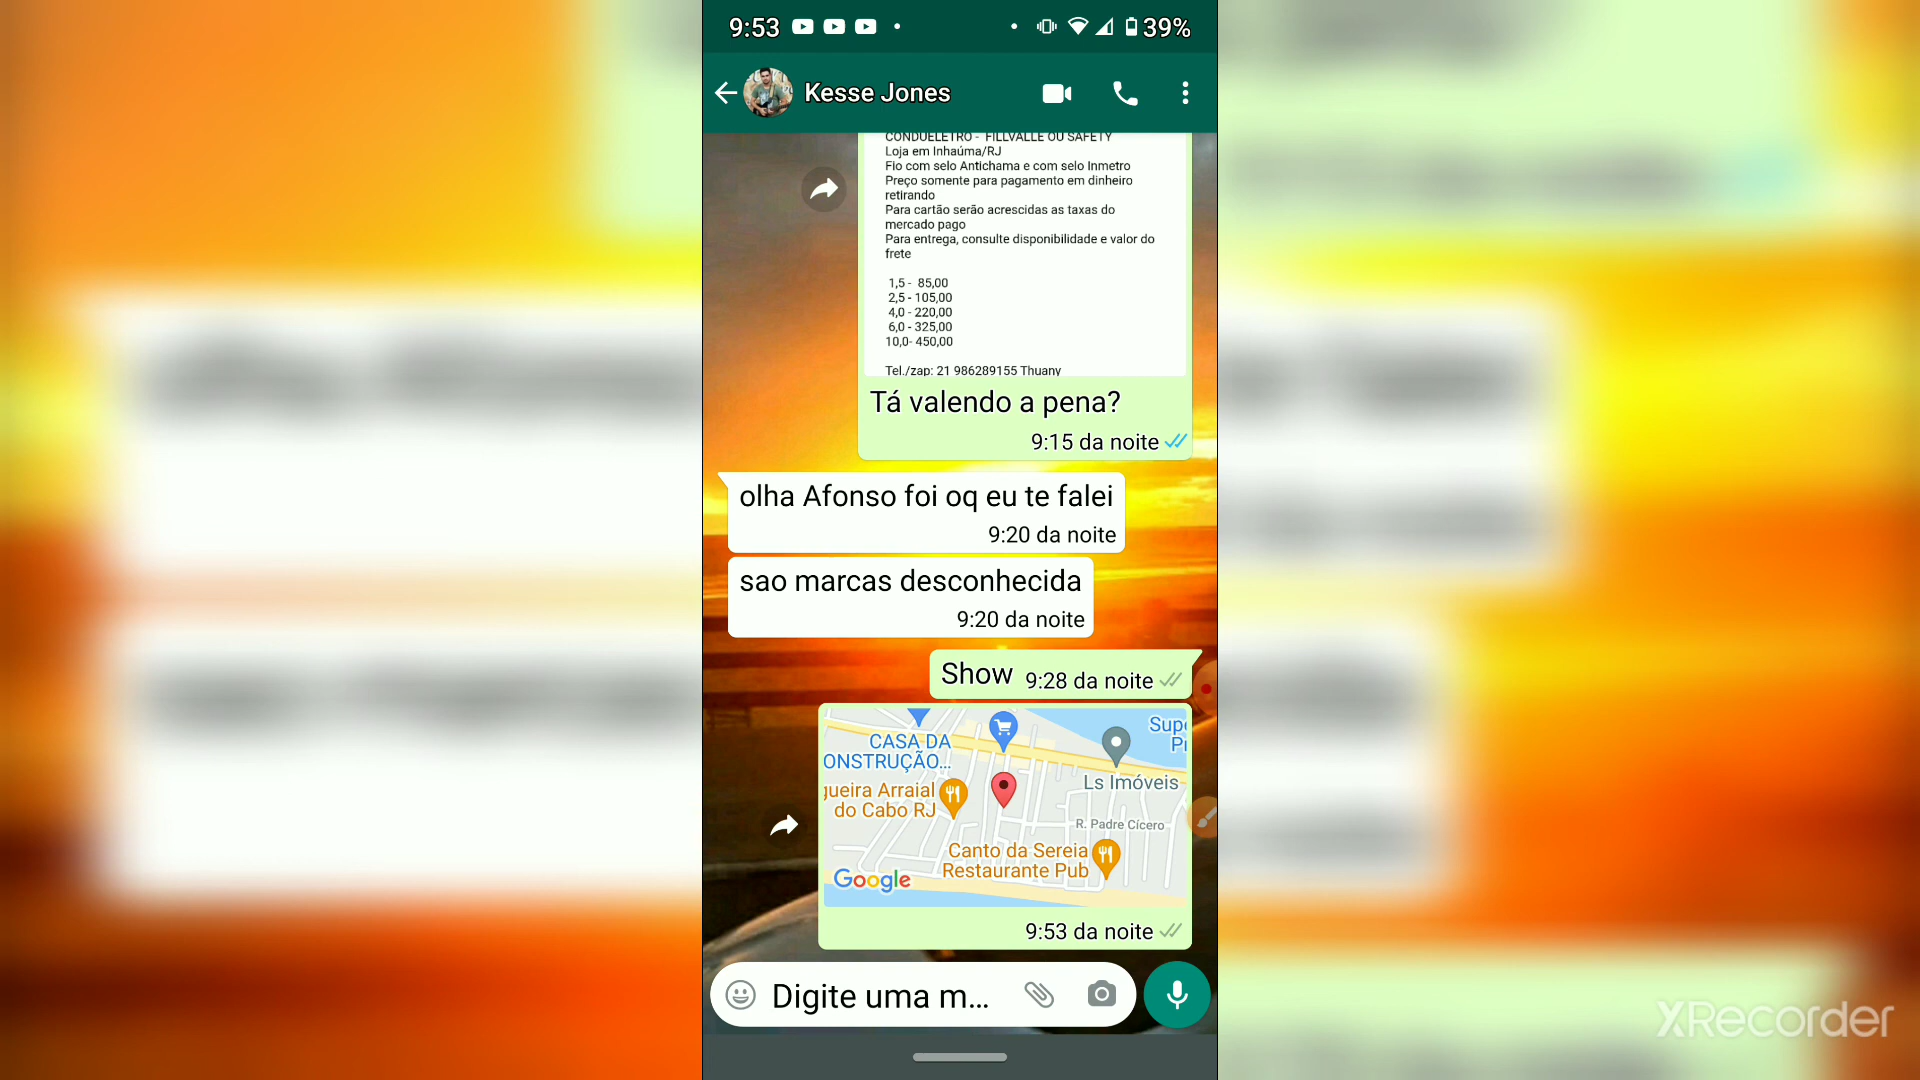 9:53
39%
Kesse Jones
CONDUELETRO - FILLVALLE OU SAFETY
Loja em Inhaúma/RJ
Fio com selo Antichama e com selo Inmetro
Preço somente para pagamento em dinheiro
retirando
Para cartão serão acrescidas as taxas do
mercado pago
Para entrega, consulte disponibilidade e valor do
frete
1,5 - 85,00
2,5 - 105,00
4,0 - 220,00
6,0 - 325,00
10,0- 450,00
Tel./zap: 21 986289155 Thuany
Tá valendo a pena?
9:15 da noite
olha Afonso foi oq eu te falei
9:20 da noite
sao marcas desconhecida
9:20 da noite
Show 9:28 da noite
CASA DA
ONSTRUÇÃO...
Supe
Ls Imóveis
gueira Arraial
do Cabo RJ
R. Padre Cícero
Canto da Sereia
Restaurante Pub
Google
9:53 da noite
Digite uma m...
XRecorder